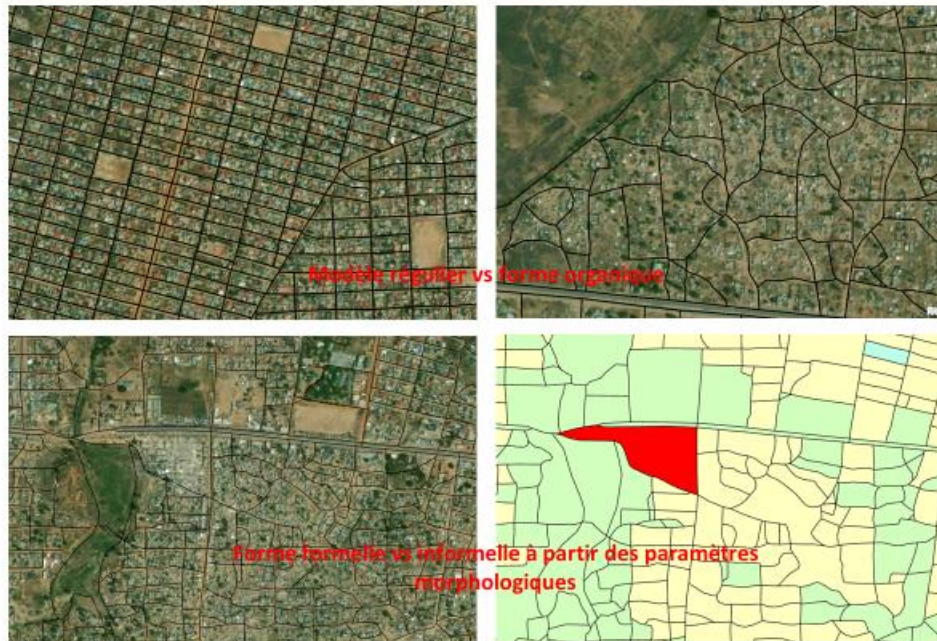 Modèle régulier vs forme organique
Forme formelle vs informelle à partir des paramètres
morphologiques